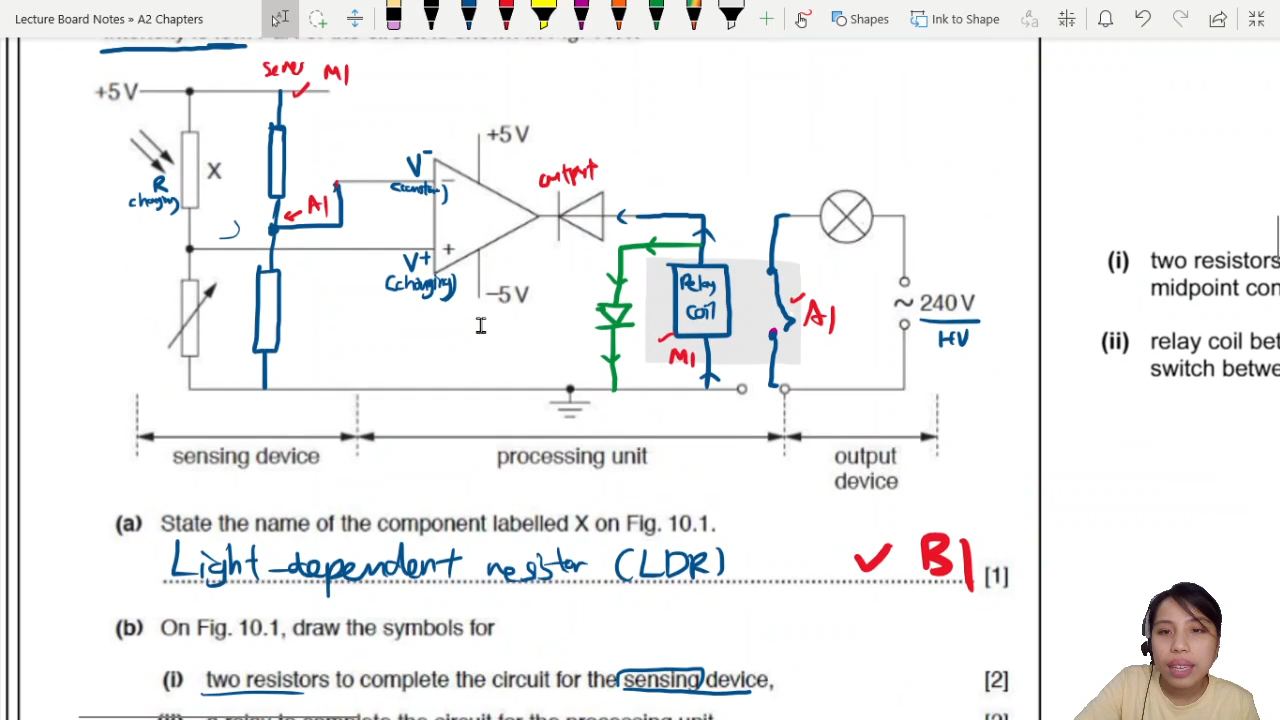 Lecture Board Notes » A2 Chapters
Shapes
Ink to Shape
series M1
+5 V
X
R
changing
A1
V-
(constant)
−
V+
(changing)
+
+5 V
−5 V
output
Relay
coil
M1
A1
~ 240 V
HV
sensing device
processing unit
output
device
(i) two resistors
midpoint con
(ii) relay coil bet
switch betwe
(a) State the name of the component labelled X on Fig. 10.1.
Light-dependent resistor (LDR)
B1
[1]
(b) On Fig. 10.1, draw the symbols for
(i) two resistors to complete the circuit for the sensing device,
[2]